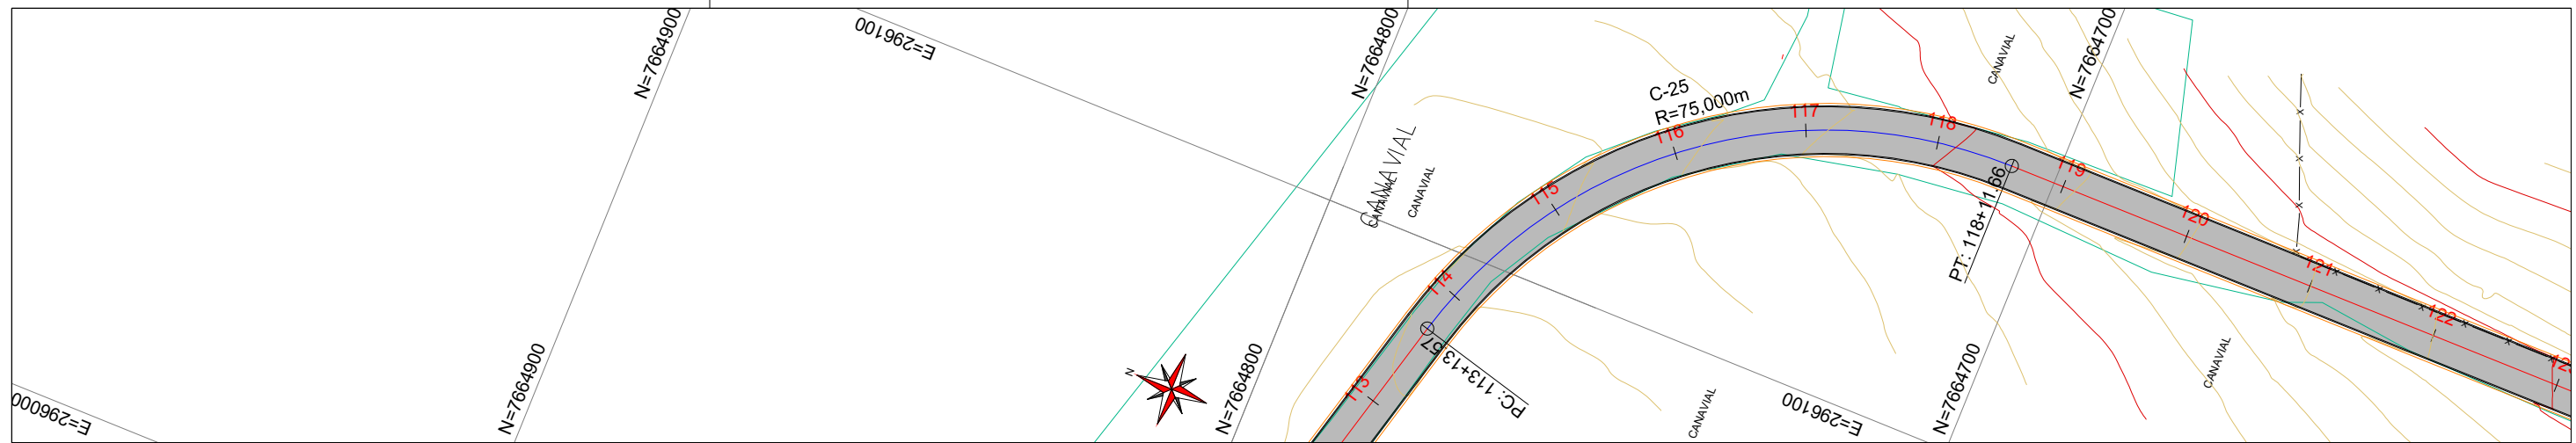 E=296000
N=7664900
N=7664900
E=296100
N
N=7664800
N=7664800
CANAVIAL
CANAVIAL
CANAVIAL
C-25
R=75,000m
113
PC: 113+13.57
114
115
116
117
118
PT: 118+11.66
119
120
121
122
CANAVIAL
N=7664700
N=7664700
E=296100
CANAVIAL
CANAVIAL